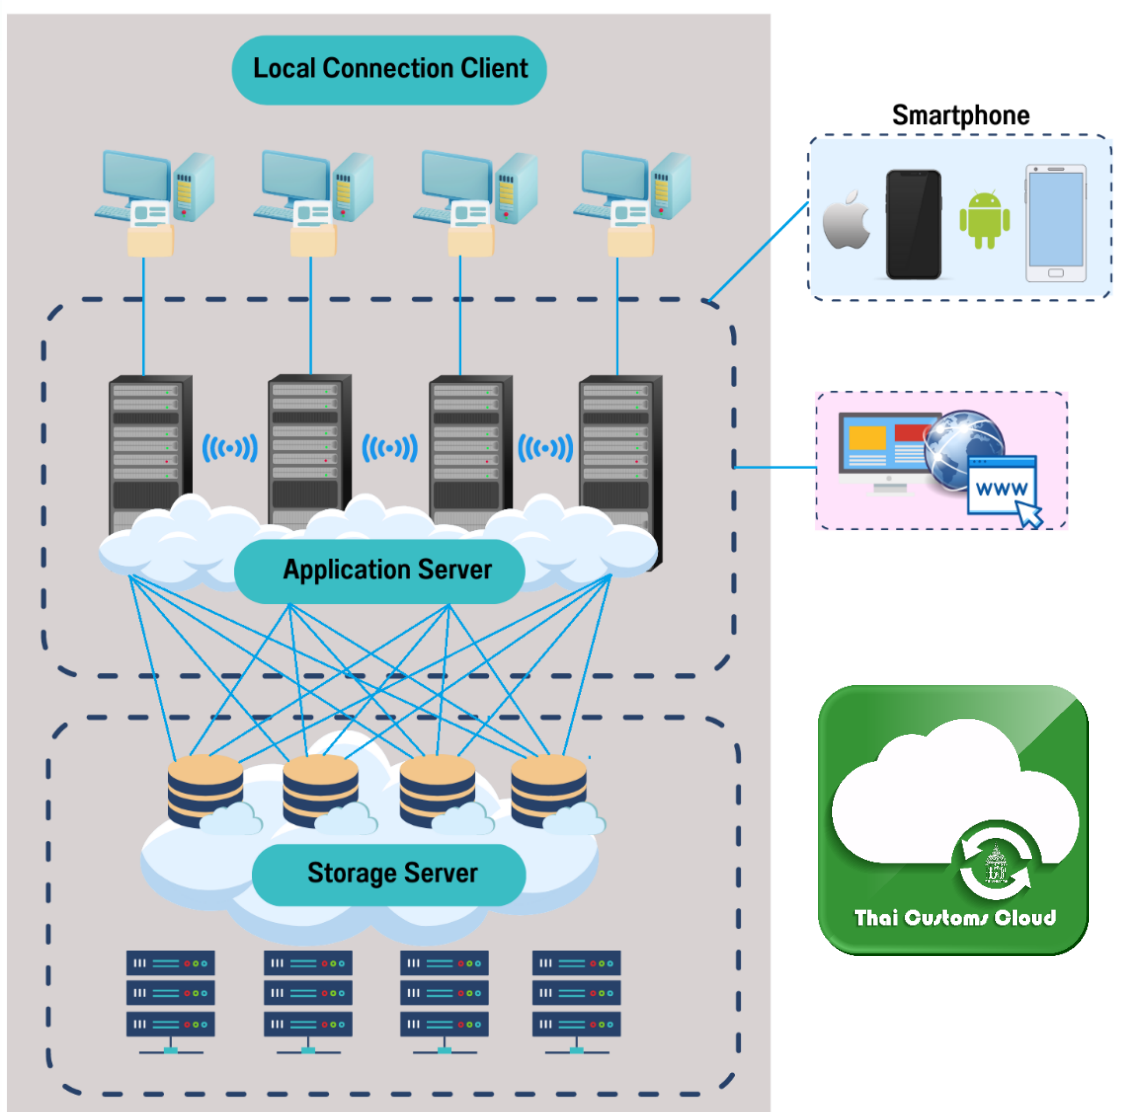 Local Connection Client
Smartphone
www
Application Server
Storage Server
Thai Customs Cloud